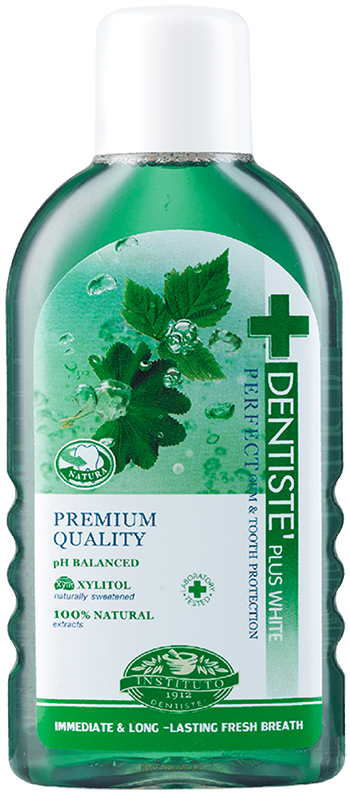 DENTISTE' PLUS WHITE
PERFECT GUM & TOOTH PROTECTION
NATURA
PREMIUM
QUALITY
pH BALANCED
XYLITOL
naturally sweetened
100% NATURAL
extracts
LABORATORY
TESTED
INSTITUTO
1912
DENTISTE'
IMMEDIATE & LONG -LASTING FRESH BREATH